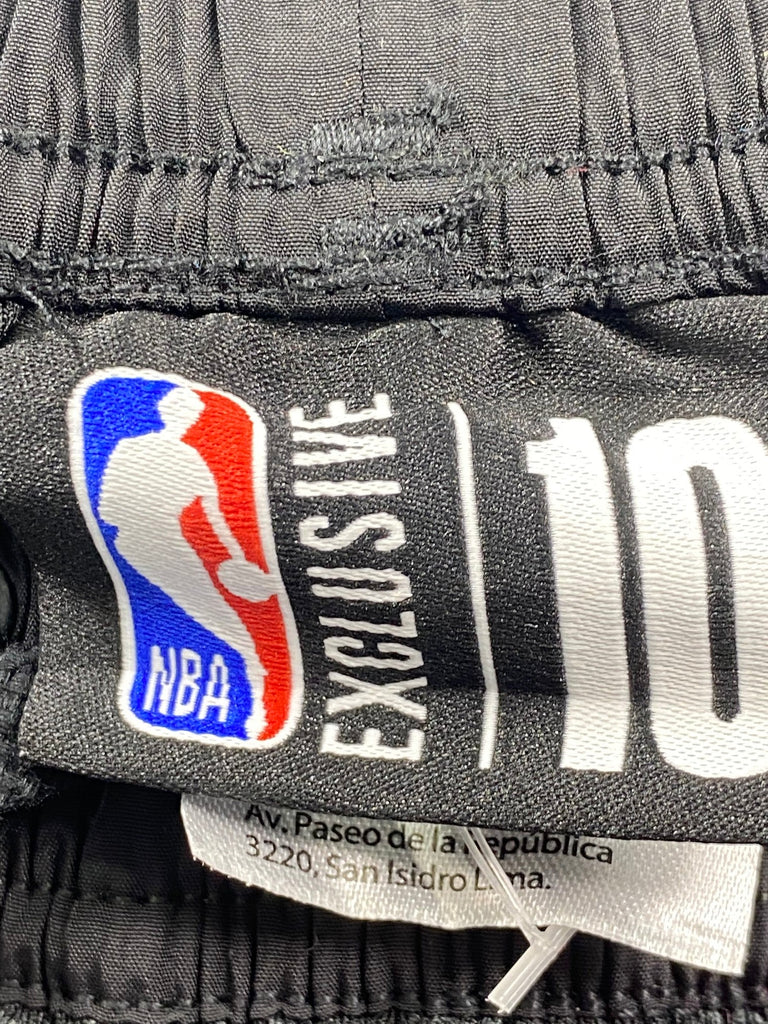 NBA
EXCLUSIVE
10
Av. Paseo de la República
3220, San Isidro Lima.